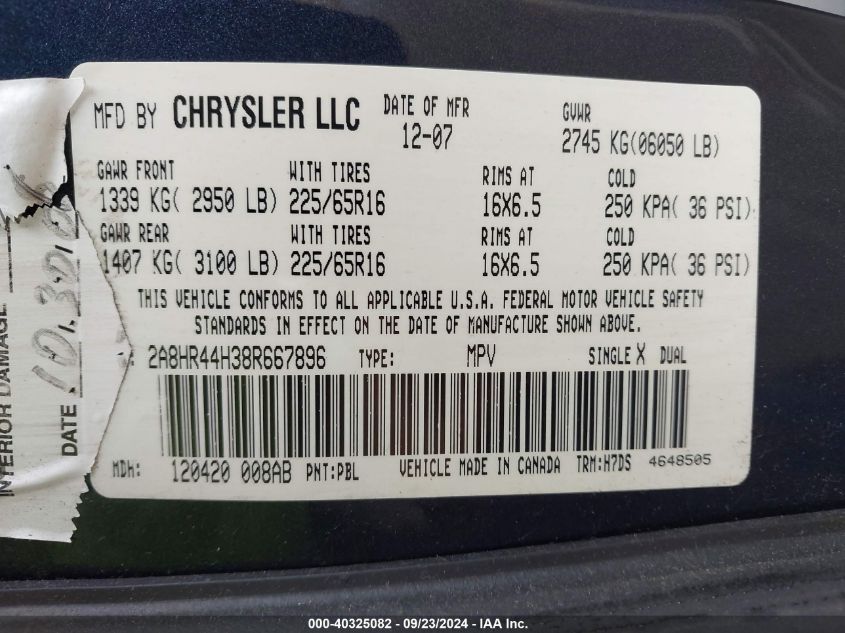 MFD BY CHRYSLER LLC DATE OF MFR GVWR
12-07 2745 KG(06050 LB)
GAWR FRONT WITH TIRES RIMS AT COLD
1339 KG( 2950 LB) 225/65R16 16X6.5 250 KPA( 36 PSI)
GAWR REAR WITH TIRES RIMS AT COLD
1407 KG( 3100 LB) 225/65R16 16X6.5 250 KPA( 36 PSI)
THIS VEHICLE CONFORMS TO ALL APPLICABLE U.S.A. FEDERAL MOTOR VEHICLE SAFETY
STANDARDS IN EFFECT ON THE DATE OF MANUFACTURE SHOWN ABOVE.
: 2A8HR44H38R667896 TYPE: MPV SINGLE X DUAL
MDH: 120420 008AB PNT:PBL VEHICLE MADE IN CANADA TRM:H7DS 4648505
INTERIOR DAMAGE
DATE
000-40325082 - 09/23/2024 - IAA Inc.